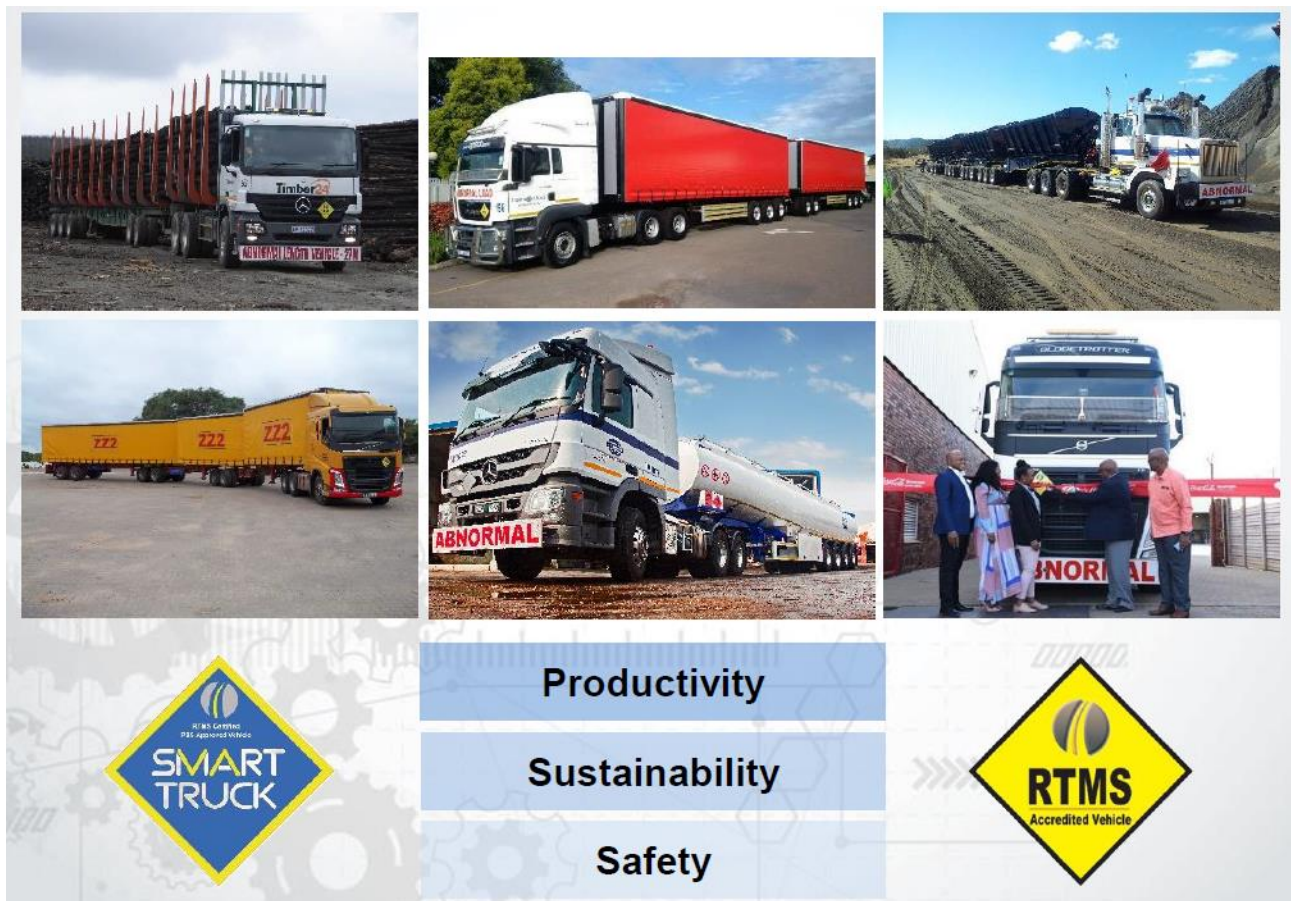 Timber24
ABNORMAL LENGTH VEHICLE - 27M
ABNORMAL LOAD
ABNORMAL
ZZ2
ZZ2
ZZ2
ABNORMAL
GLOBETROTTER
ABNORMAL
RTMS Certified
PBS Approved Vehicle
SMART
TRUCK
Productivity
Sustainability
Safety
RTMS
Accredited Vehicle